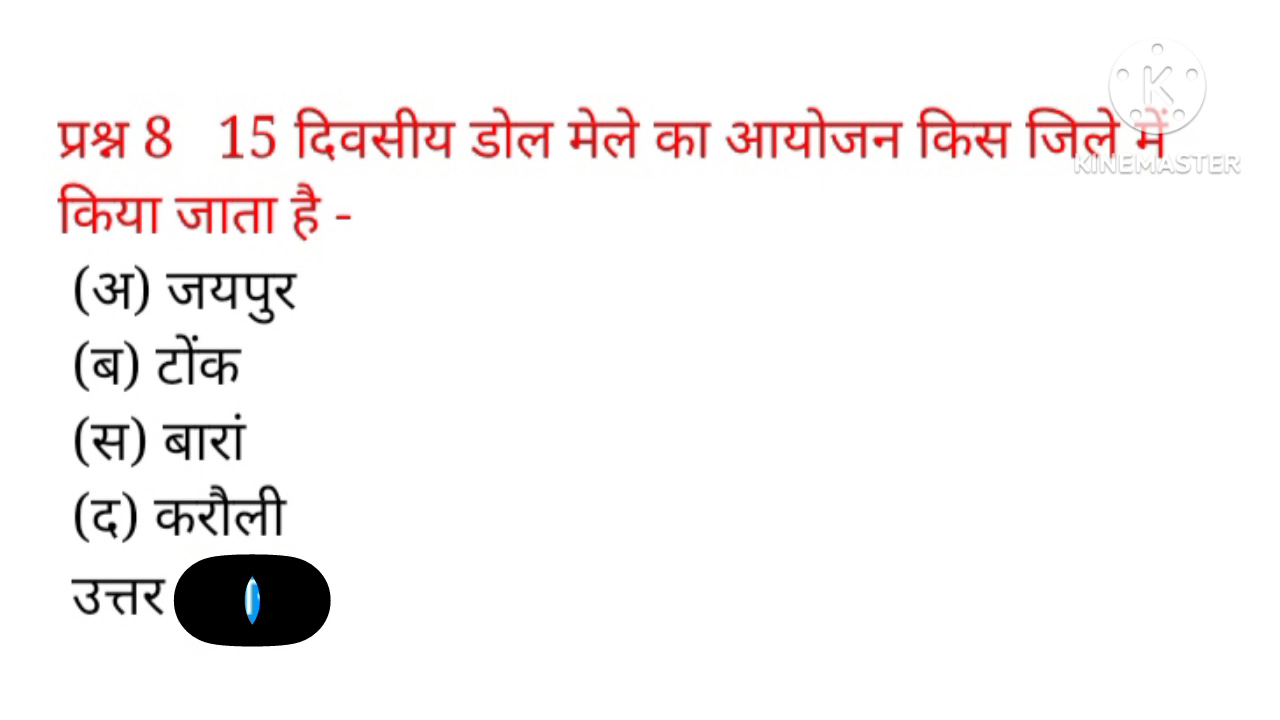 प्रश्न 8 15 दिवसीय डोल मेले का आयोजन किस जिले में
KINEMASTER
किया जाता है -
(अ) जयपुर
(ब) टोंक
(स) बारां
(द) करौली
उत्तर